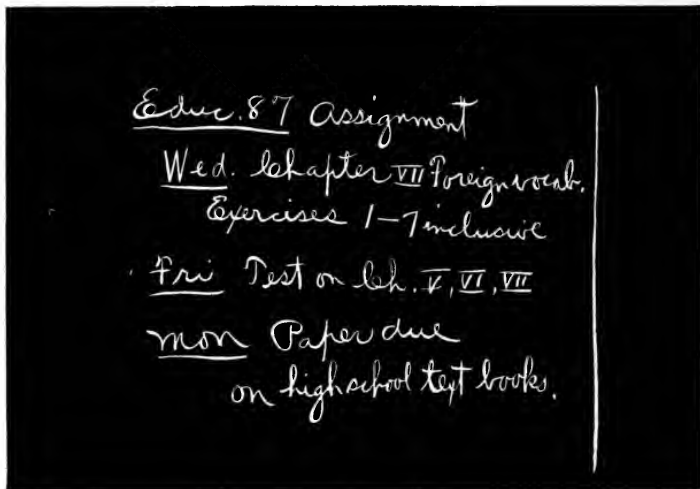 Educ. 87 Assignment
Wed. Chapter VII Foreign vocab.
Exercises 1-7 inclusive
Fri Test on Ch. V, VI, VII
Mon Paper due
on high school text books.